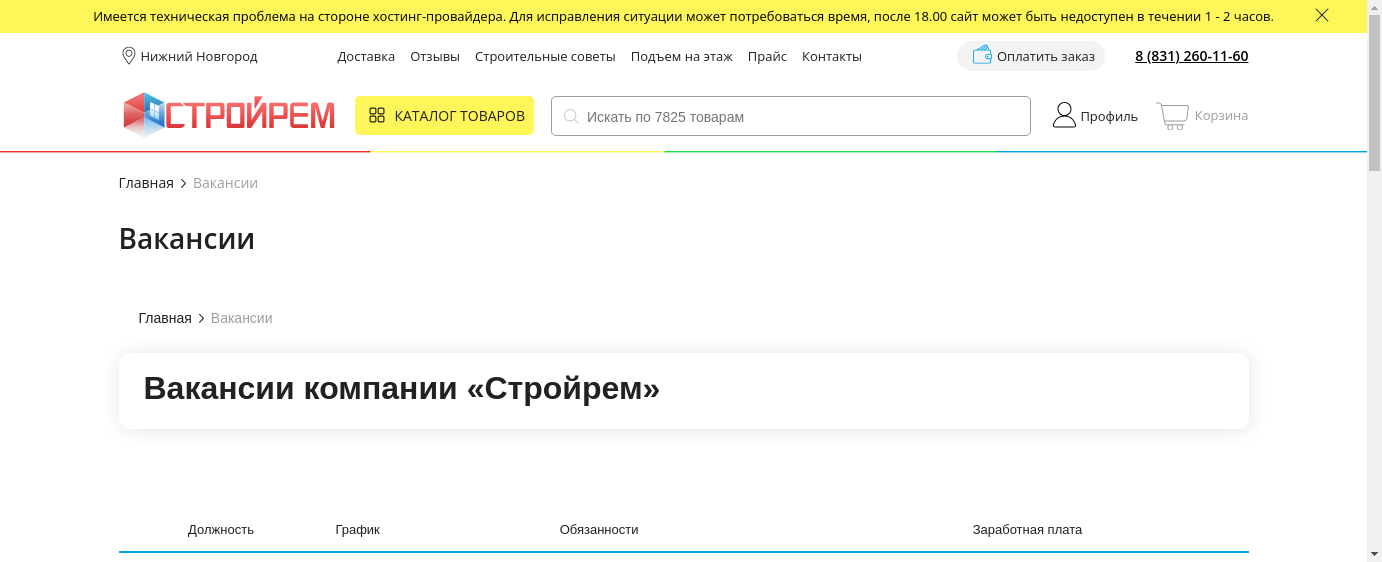 Имеется техническая проблема на стороне хостинг-провайдера. Для исправления ситуации может потребоваться время, после 18.00 сайт может быть недоступен в течении 1 - 2 часов.
Нижний Новгород Доставка Отзывы Строительные советы Подъем на этаж Прайс Контакты Оплатить заказ 8 (831) 260-11-60
СТРОЙРЕМ КАТАЛОГ ТОВАРОВ Искать по 7825 товарам Профиль Корзина
Главная Вакансии
Вакансии
Главная Вакансии
Вакансии компании «Стройрем»
Должность График Обязанности Заработная плата